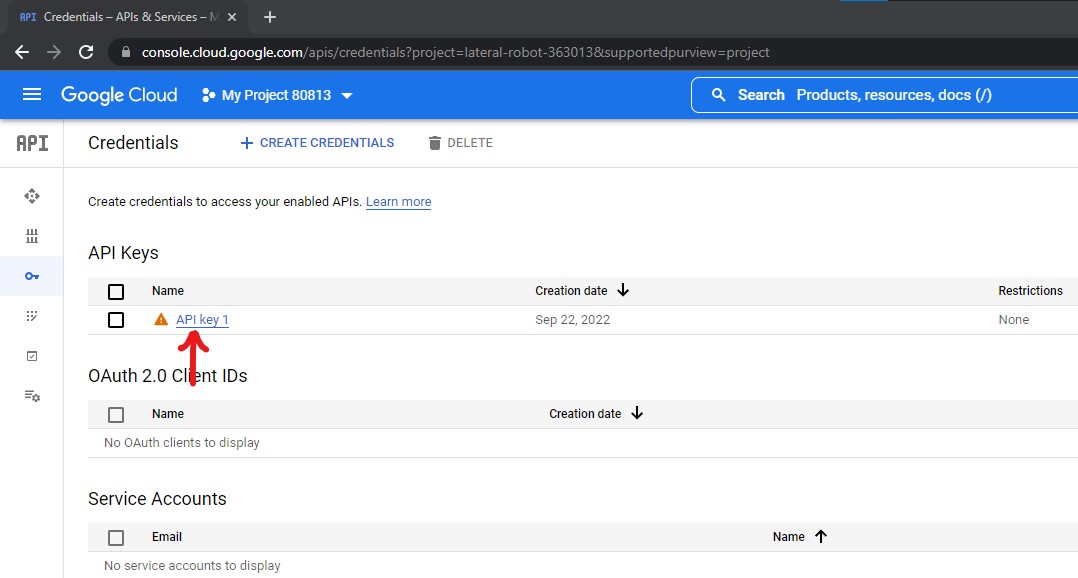 API Credentials – APIs & Services – M
console.cloud.google.com/apis/credentials?project=lateral-robot-363013&supportedpurview=project
Google Cloud My Project 80813 Search Products, resources, docs (/)
API Credentials CREATE CREDENTIALS DELETE
Create credentials to access your enabled APIs. Learn more
API Keys
Name Creation date Restrictions
API key 1 Sep 22, 2022 None
OAuth 2.0 Client IDs
Name Creation date
No OAuth clients to display
Service Accounts
Email Name
No service accounts to display